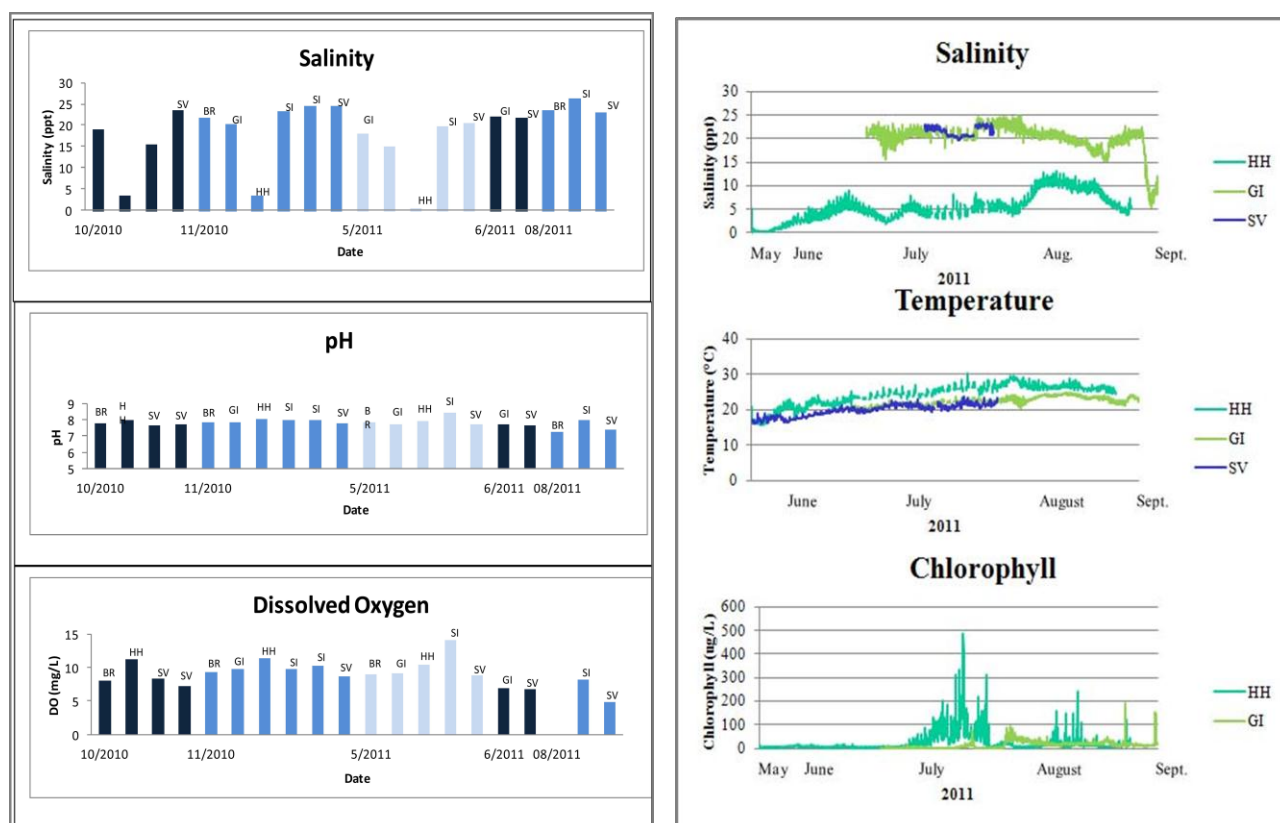 Salinity
Salinity (ppt)
30
25
20
15
10
5
0
SV
BR
GI
HH
SI
SI
SV
GI
HH
SI
SV
GI
SV
BR
SI
SV
10/2010
11/2010
5/2011
6/2011
08/2011
Date
pH
pH
9
8
7
6
5
BR
H
H
SV
SV
BR
GI
HH
SI
SI
SV
B
R
GI
HH
SI
SV
GI
SV
BR
SI
SV
10/2010
11/2010
5/2011
6/2011
08/2011
Date
Dissolved Oxygen
DO (mg/L)
15
10
5
0
BR
HH
SV
SV
BR
GI
HH
SI
SI
SV
BR
GI
HH
SI
SV
GI
SV
SI
SV
10/2010
11/2010
5/2011
6/2011
08/2011
Date
Salinity
Salinity (ppt)
30
25
20
15
10
5
0
May June July Aug. Sept.
2011
HH
GI
SV
Temperature
Temperature (°C)
40
30
20
10
0
June July August Sept.
2011
HH
GI
SV
Chlorophyll
Chlorophyll (ug/L)
600
500
400
300
200
100
0
May June July August Sept.
2011
HH
GI